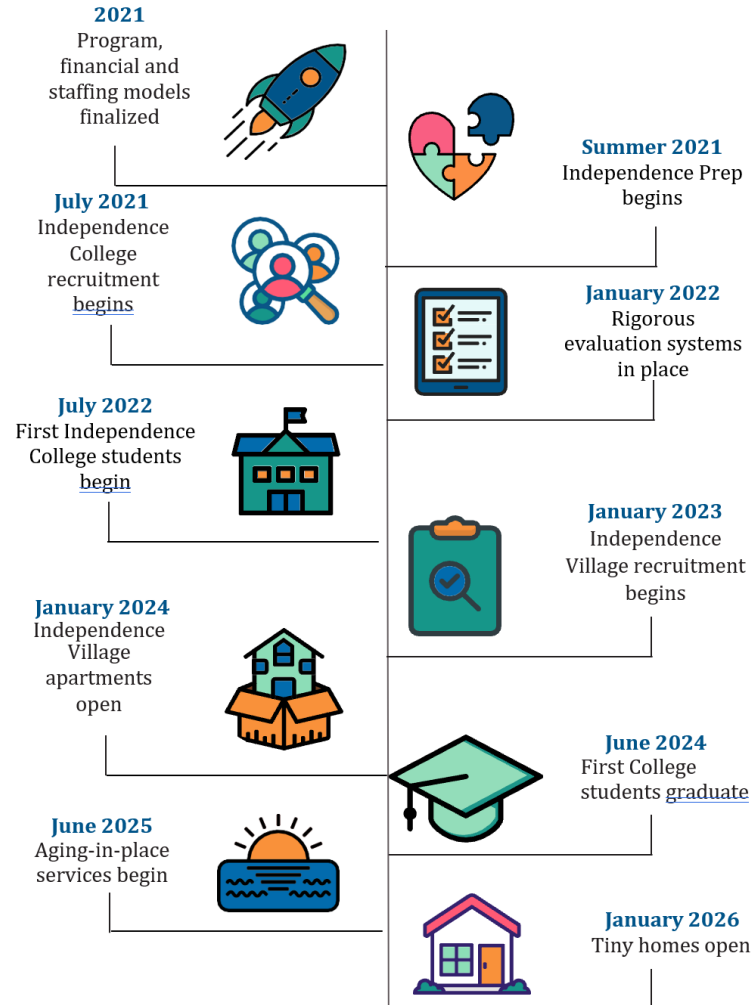 2021
Program,
financial and
staffing models
finalized
Summer 2021
Independence Prep
begins
July 2021
Independence
College
recruitment
begins
January 2022
Rigorous
evaluation systems
in place
July 2022
First Independence
College students
begin
January 2023
Independence
Village recruitment
begins
January 2024
Independence
Village
apartments
open
June 2024
First College
students graduate
June 2025
Aging-in-place
services begin
January 2026
Tiny homes open